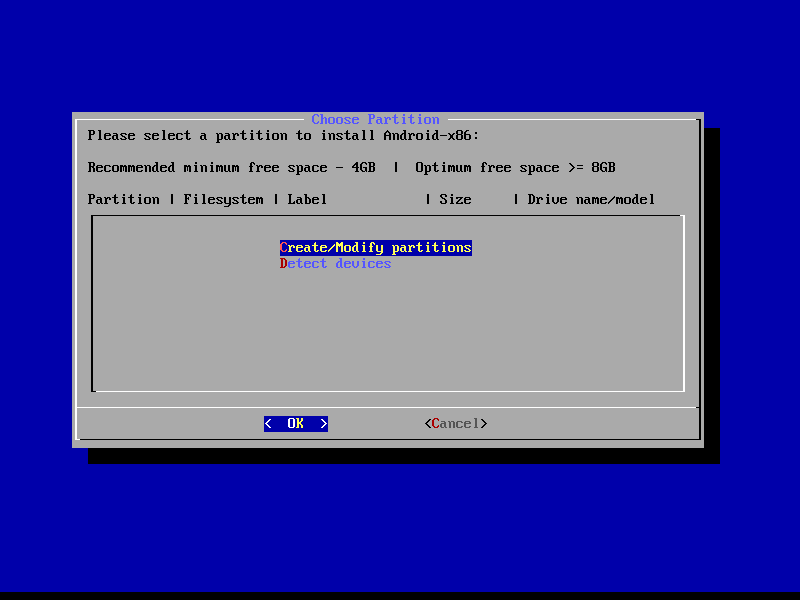 Choose Partition
Please select a partition to install Android-x86:
Recommended minimum free space - 4GB | Optimum free space >= 8GB
Partition | Filesystem | Label | Size | Drive name/model
Create/Modify partitions
Detect devices
< OK > <Cancel>